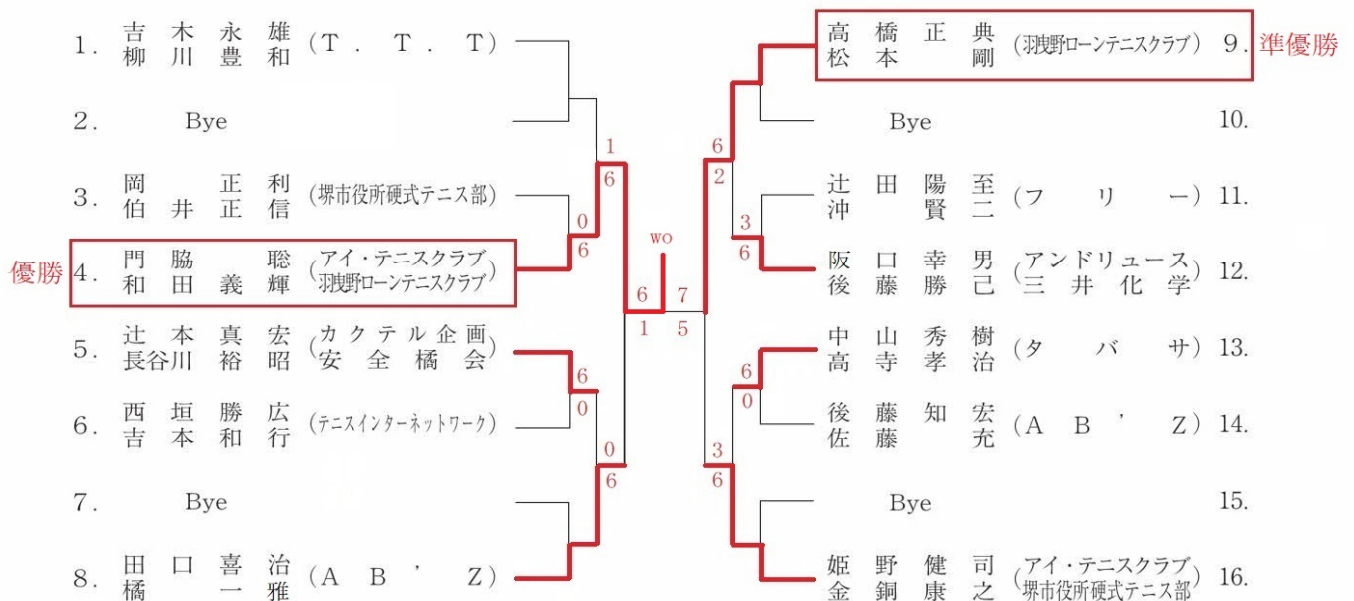 1. 吉木永雄 (T.T.T)
柳川豊和
2. Bye
3. 岡正利 (堺市役所硬式テニス部)
伯井正信
優勝 4. 門脇聡 (アイ・テニスクラブ
和田義輝 羽曳野ローンテニスクラブ)
5. 辻本真宏 (カクテル企画
長谷川裕昭 安全橘会)
6. 西垣勝広 (テニスインターネットワーク)
吉本和行
7. Bye
8. 田口喜治 (AB'Z)
橘一雅
1
6
0
6
6
0
0
6
6
1
wo
7
5
6
2
3
6
6
0
3
6
高橋正典 (羽曳野ローンテニスクラブ) 9. 準優勝
松本剛
Bye 10.
辻田陽至 (フリー) 11.
沖賢二
阪口幸男 (アンドリュース
後藤勝己 三井化学) 12.
中山秀樹 (タバサ) 13.
高寺孝治
後藤知宏 (AB'Z) 14.
佐藤充
Bye 15.
姫野健司 (アイ・テニスクラブ
金銅康之 堺市役所硬式テニス部) 16.